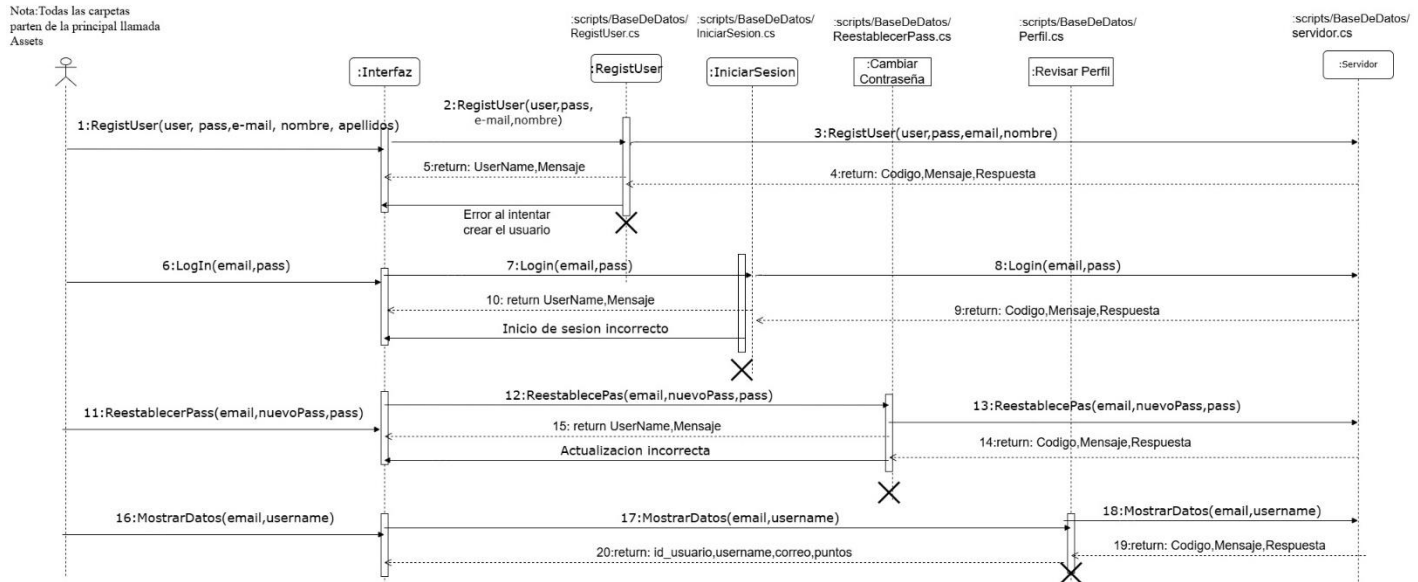 Nota:Todas las carpetas
parten de la principal llamada
Assets
:scripts/BaseDeDatos/
RegistUser.cs
:scripts/BaseDeDatos/
IniciarSesion.cs
:scripts/BaseDeDatos/
ReestablecerPass.cs
:scripts/BaseDeDatos/
Perfil.cs
:scripts/BaseDeDatos/
servidor.cs
:Interfaz
:RegistUser
:IniciarSesion
:Cambiar
Contraseña
:Revisar Perfil
:Servidor
1:RegistUser(user, pass,e-mail, nombre, apellidos)
2:RegistUser(user,pass,
e-mail,nombre)
3:RegistUser(user,pass,email,nombre)
5:return: UserName,Mensaje
4:return: Codigo,Mensaje,Respuesta
Error al intentar
crear el usuario
6:LogIn(email,pass)
7:Login(email,pass)
8:Login(email,pass)
10: return UserName,Mensaje
9:return: Codigo,Mensaje,Respuesta
Inicio de sesion incorrecto
11:ReestablecerPass(email,nuevoPass,pass)
12:ReestablecePas(email,nuevoPass,pass)
13:ReestablecePas(email,nuevoPass,pass)
15: return UserName,Mensaje
14:return: Codigo,Mensaje,Respuesta
Actualizacion incorrecta
16:MostrarDatos(email,username)
17:MostrarDatos(email,username)
18:MostrarDatos(email,username)
20:return: id_usuario,username,correo,puntos
19:return: Codigo,Mensaje,Respuesta